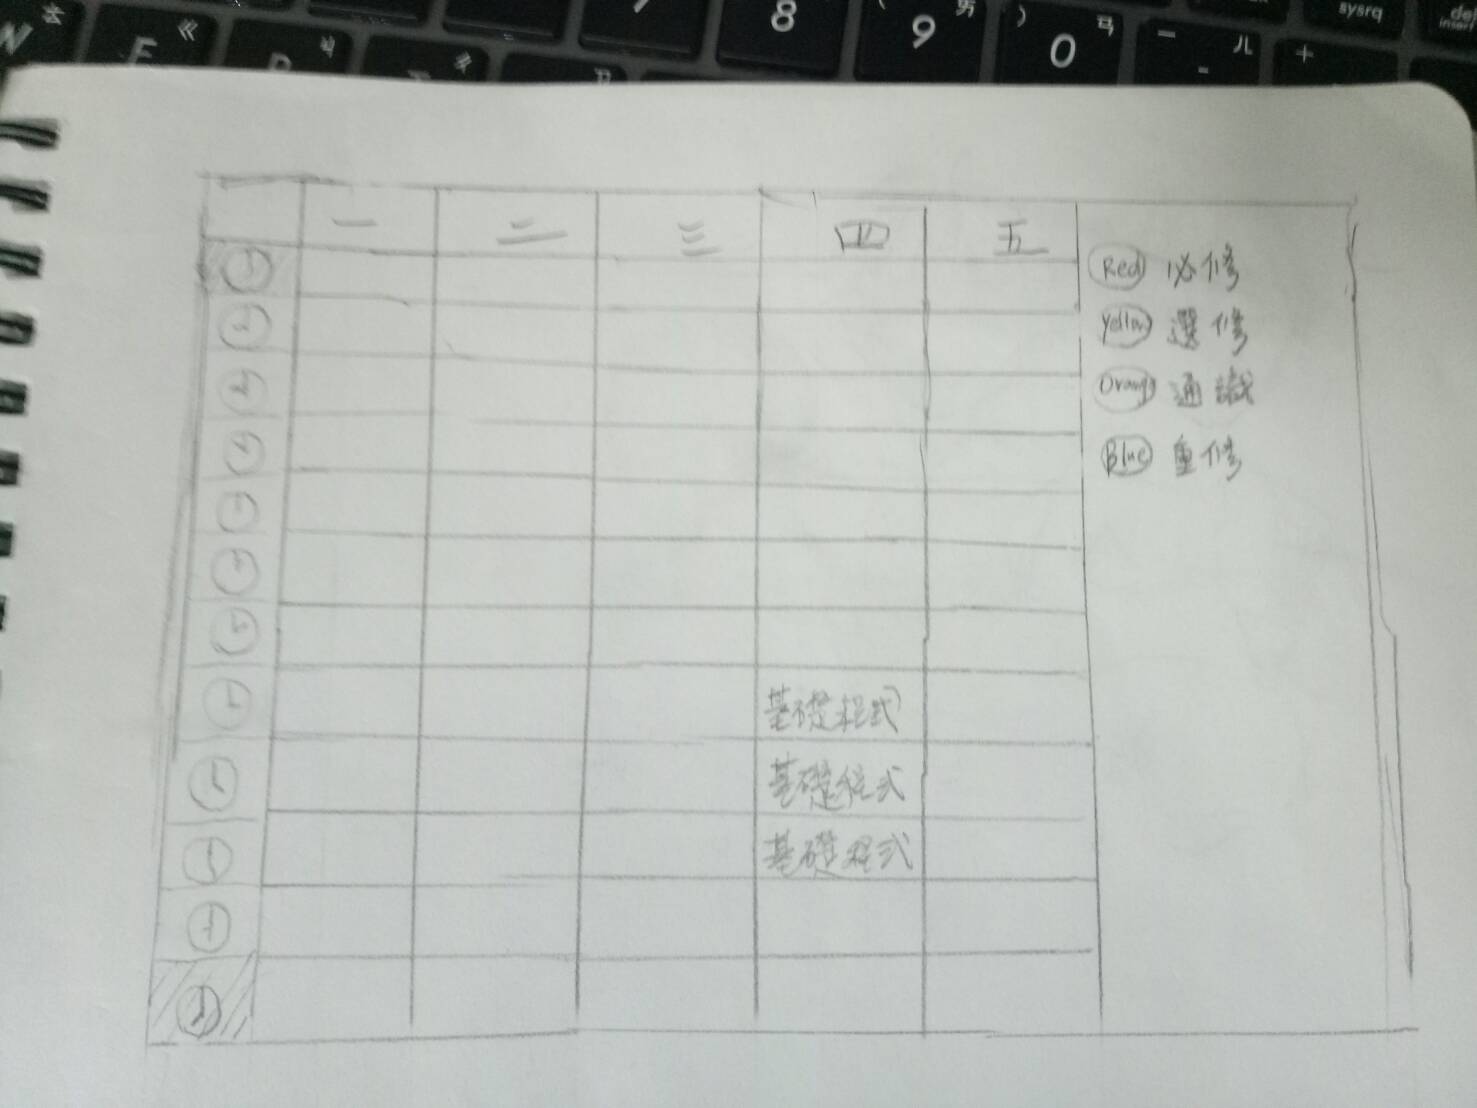 8
9
0
ㄢ
ㄦ
sysrq
一 二 三 四 五
Red 必修
Yellow 選修
Orange 通識
Blue 重修
基礎程式
基礎程式
基礎程式